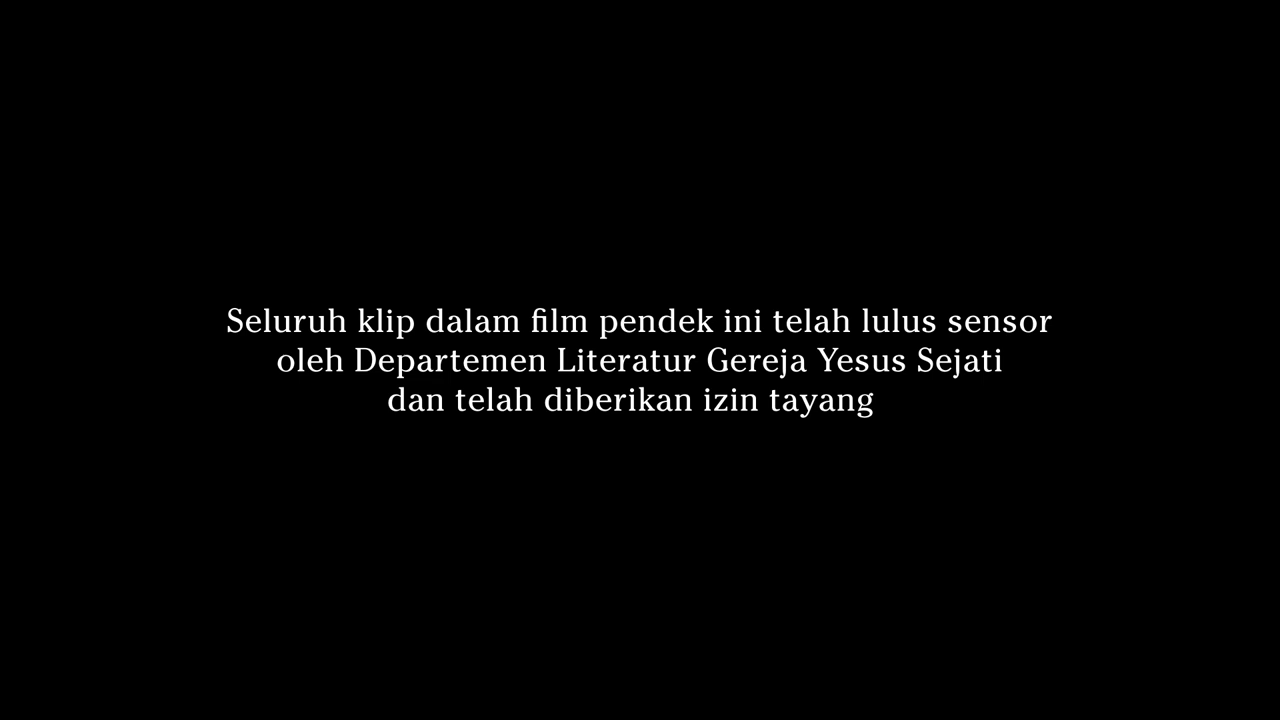 Seluruh klip dalam film pendek ini telah lulus sensor
oleh Departemen Literatur Gereja Yesus Sejati
dan telah diberikan izin tayang